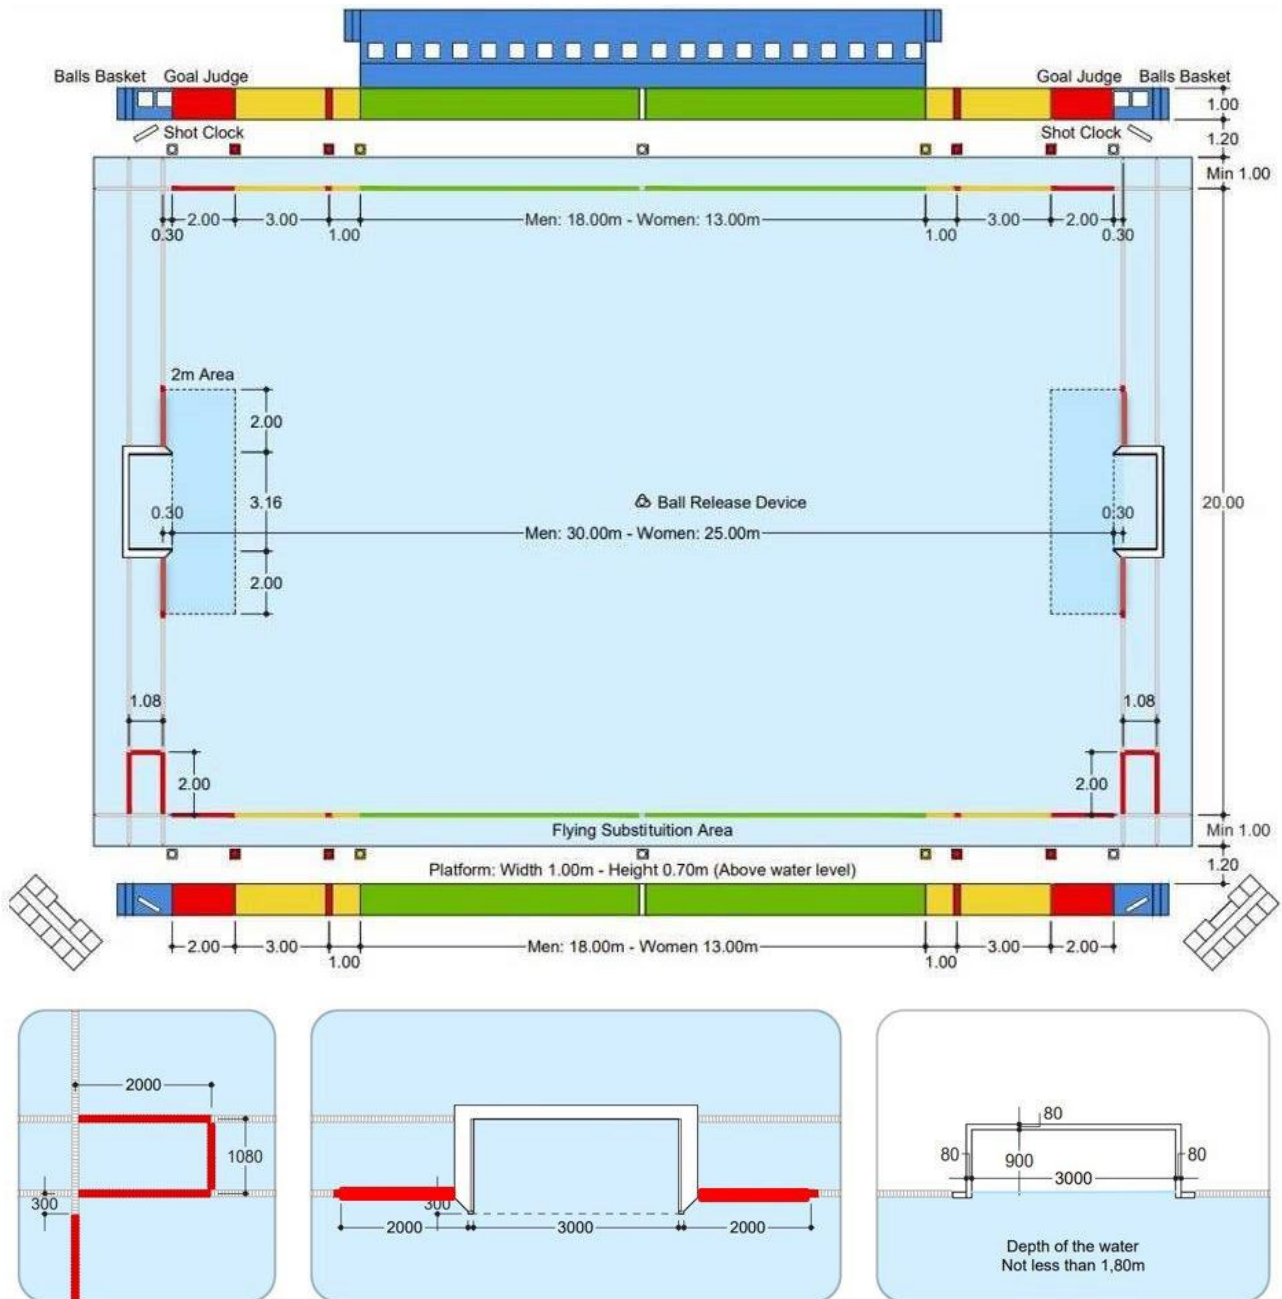 Balls Basket Goal Judge
Goal Judge Balls Basket
1.00
Shot Clock
Shot Clock
1.20
Min 1.00
2.00 3.00 Men: 18.00m - Women: 13.00m 3.00 2.00
0.30 1.00 1.00 0.30
2m Area
2.00
3.16
Ball Release Device
20.00
0.30 0.30
Men: 30.00m - Women: 25.00m
2.00
1.08 1.08
2.00 2.00
Flying Substituition Area
Min 1.00
Platform: Width 1.00m - Height 0.70m (Above water level)
1.20
2.00 3.00 Men: 18.00m - Women 13.00m 3.00 2.00
1.00 1.00
2000
1080
300
300
2000 3000 2000
80
80 900 80
3000
Depth of the water
Not less than 1,80m